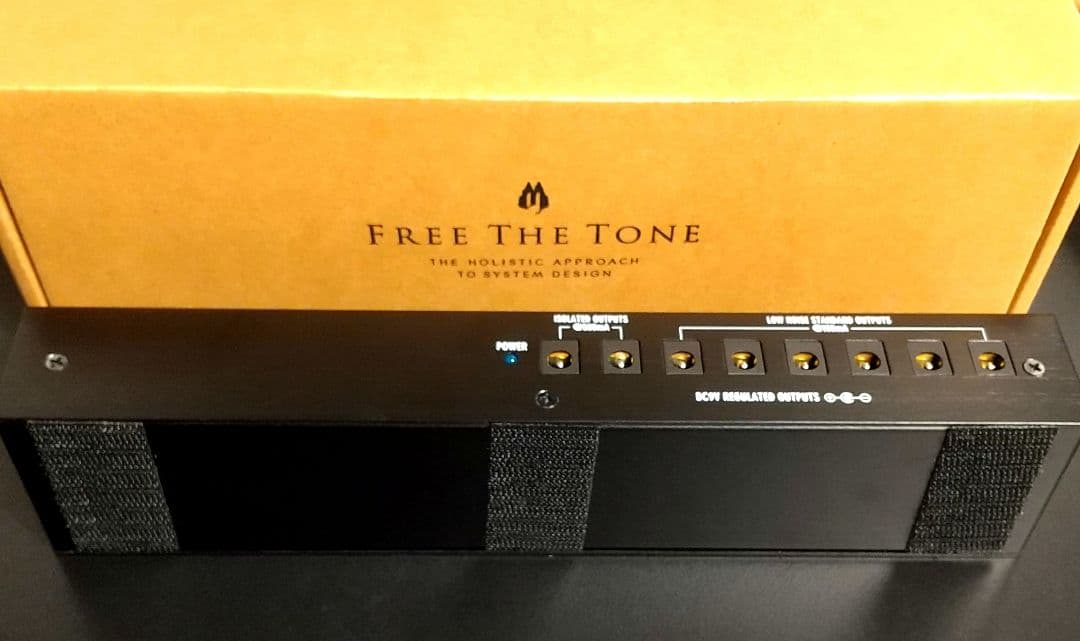 FREE THE TONE
THE HOLISTIC APPROACH
TO SYSTEM DESIGN
ISOLATED OUTPUTS
POWER
LOW NOISE STANDARD OUTPUTS
DC9V REGULATED OUTPUTS